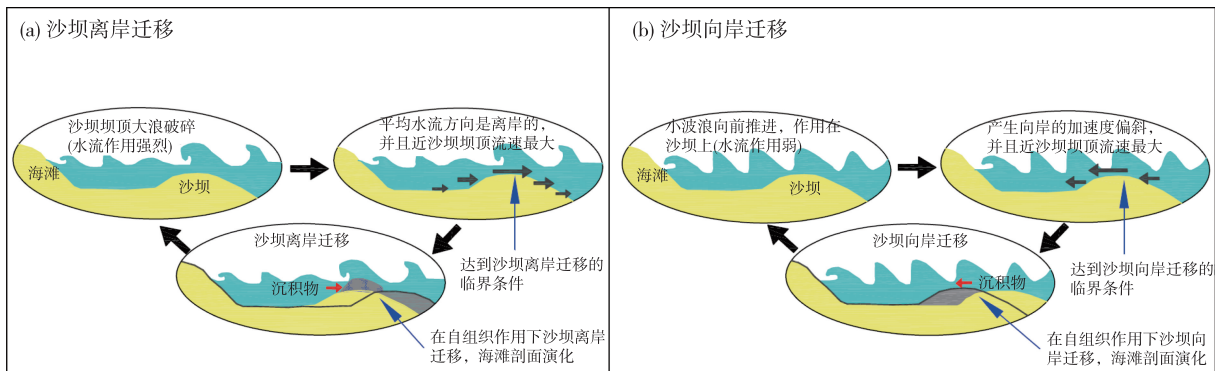 (a) 沙坝离岸迁移
沙坝坝顶大浪破碎
(水流作用强烈)
海滩
沙坝
平均水流方向是离岸的，
并且近沙坝坝顶流速最大
沙坝离岸迁移
沉积物
达到沙坝离岸迁移的
临界条件
在自组织作用下沙坝离岸
迁移，海滩剖面演化
(b) 沙坝向岸迁移
小波浪向前推进，作用在
沙坝上(水流作用弱)
海滩
沙坝
产生向岸的加速度偏斜，
并且近沙坝坝顶流速最大
沙坝向岸迁移
沉积物
达到沙坝向岸迁移的
临界条件
在自组织作用下沙坝向
岸迁移，海滩剖面演化